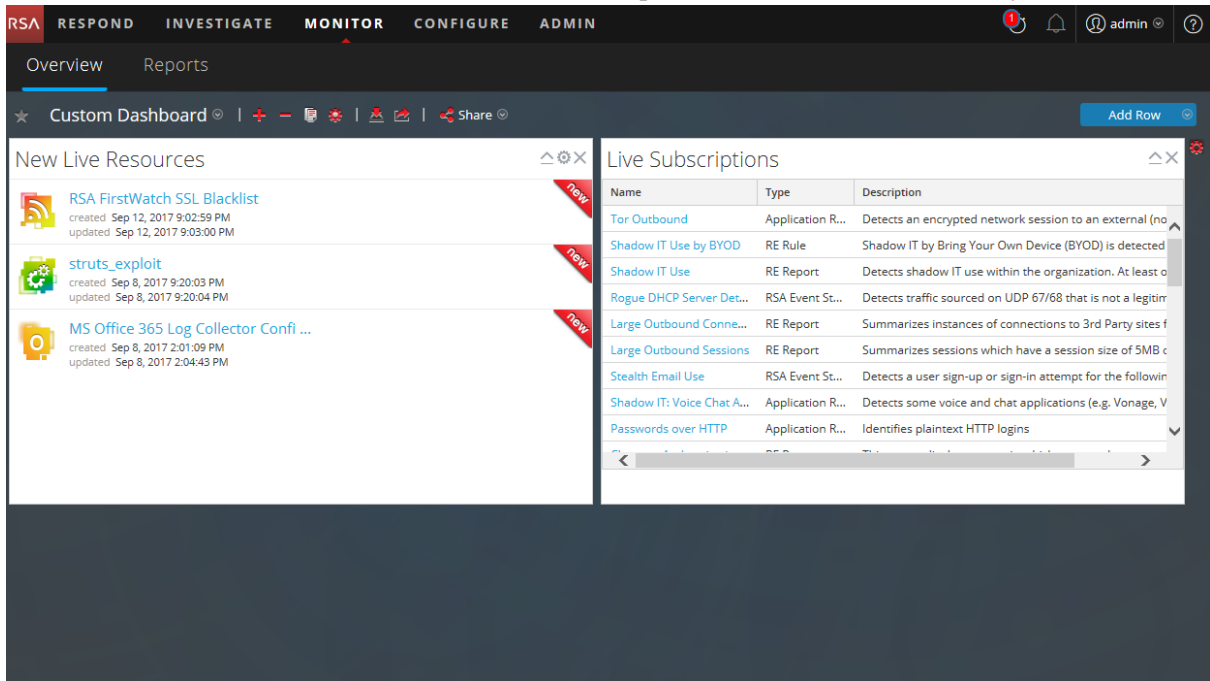 RSA RESPOND INVESTIGATE MONITOR CONFIGURE ADMIN 1 admin ?
Overview Reports
Custom Dashboard Share Add Row
New Live Resources
RSA FirstWatch SSL Blacklist
created Sep 12, 2017 9:02:59 PM
updated Sep 12, 2017 9:03:00 PM
new
struts_exploit
created Sep 8, 2017 9:20:03 PM
updated Sep 8, 2017 9:20:04 PM
new
MS Office 365 Log Collector Confi ...
created Sep 8, 2017 2:01:09 PM
updated Sep 8, 2017 2:04:43 PM
new
Live Subscriptions
Name Type Description
Tor Outbound Application R... Detects an encrypted network session to an external (no
Shadow IT Use by BYOD RE Rule Shadow IT by Bring Your Own Device (BYOD) is detected
Shadow IT Use RE Report Detects shadow IT use within the organization. At least o
Rogue DHCP Server Det... RSA Event St... Detects traffic sourced on UDP 67/68 that is not a legitim
Large Outbound Conne... RE Report Summarizes instances of connections to 3rd Party sites f
Large Outbound Sessions RE Report Summarizes sessions which have a session size of 5MB
Stealth Email Use RSA Event St... Detects a user sign-up or sign-in attempt for the followin
Shadow IT: Voice Chat A... Application R... Detects some voice and chat applications (e.g. Vonage, V
Passwords over HTTP Application R... Identifies plaintext HTTP logins